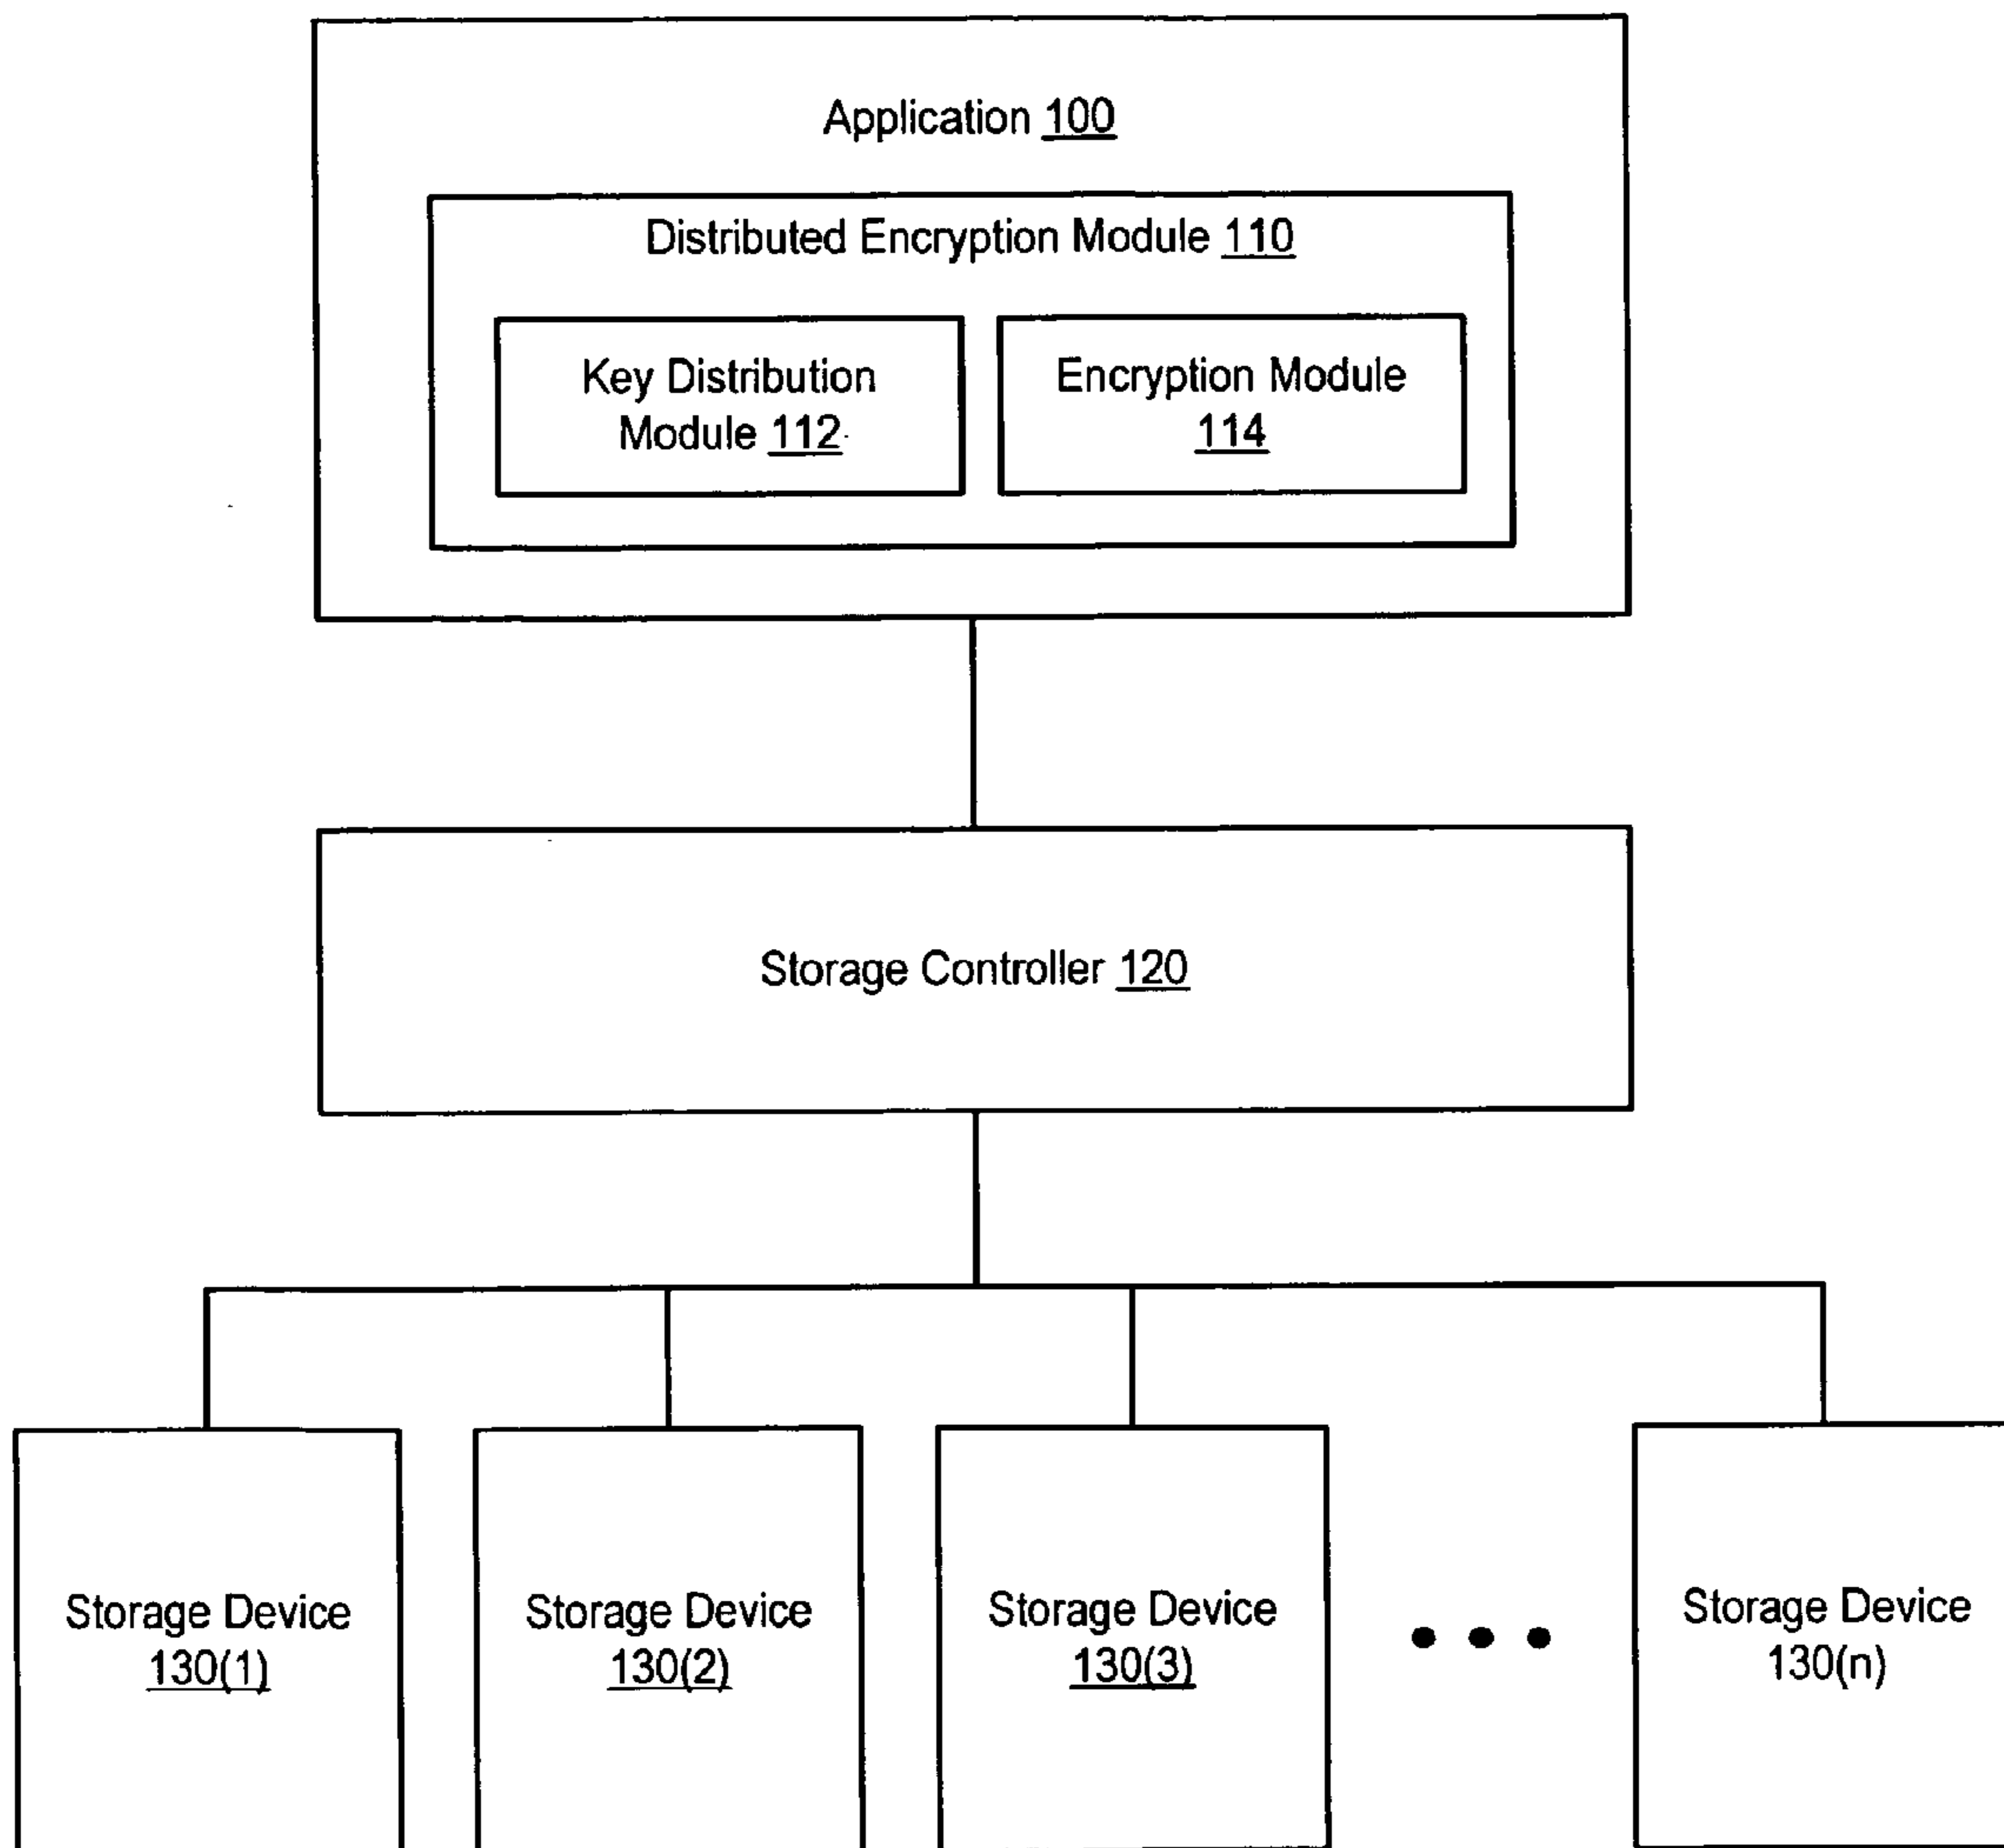 Application 100
Distributed Encryption Module 110
Key Distribution
Module 112
Encryption Module
114
Storage Controller 120
Storage Device
130(1)
Storage Device
130(2)
Storage Device
130(3)
Storage Device
130(n)